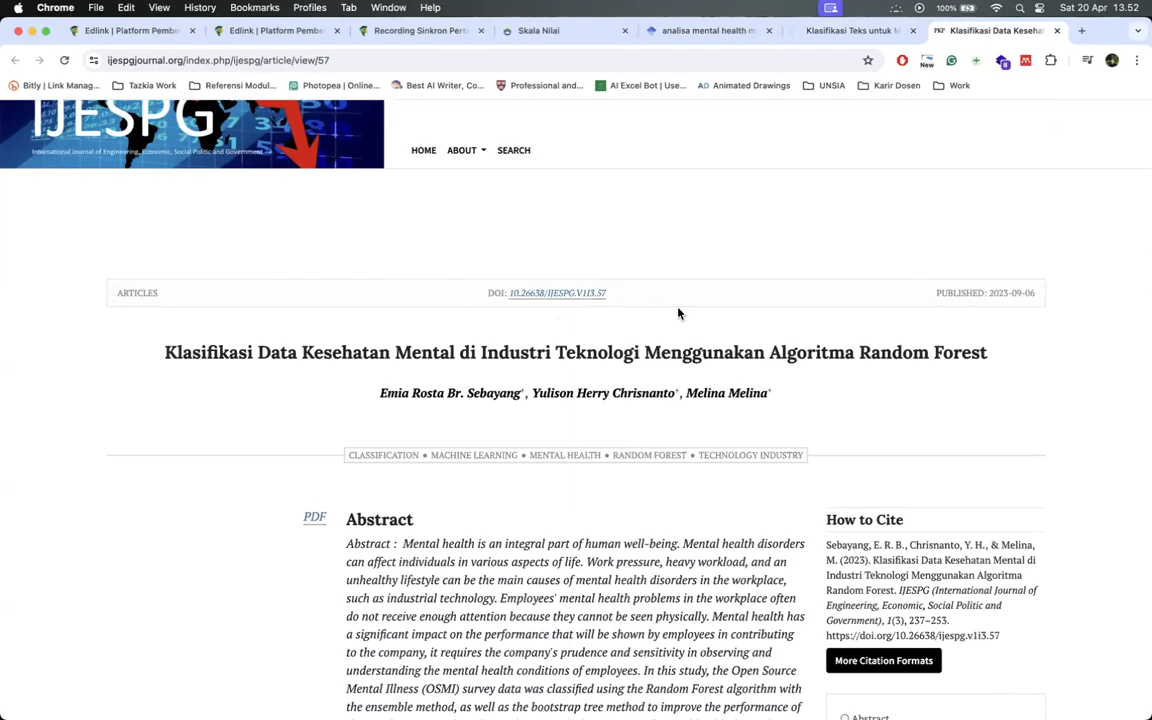 Chrome File Edit View History Bookmarks Profiles Tab Window Help 100% Sat 20 Apr 13.52
Edlink | Platform Pembe Edlink | Platform Pembe Recording Sinkron Pert Skala Nilai analisa mental health m Klasifikasi Teks untuk M Klasifikasi Data Kesehat
ijespgjournal.org/index.php/ijespg/article/view/57
New
Bitly | Link Manag... Tazkia Work Referensi Modul... Photopea | Online... Best AI Writer, Co... Professional and... AI Excel Bot | Use... AD Animated Drawings UNSIA Karir Dosen Work
IJESPG
International Journal of Engineering, Economic, Social Politic and Government
HOME ABOUT SEARCH
ARTICLES DOI: 10.26638/IJESPG.V1I3.57 PUBLISHED: 2023-09-06
Klasifikasi Data Kesehatan Mental di Industri Teknologi Menggunakan Algoritma Random Forest
Emia Rosta Br. Sebayang+, Yulison Herry Chrisnanto+, Melina Melina+
CLASSIFICATION ● MACHINE LEARNING ● MENTAL HEALTH ● RANDOM FOREST ● TECHNOLOGY INDUSTRY
PDF
Abstract
Abstract : Mental health is an integral part of human well-being. Mental health disorders
can affect individuals in various aspects of life. Work pressure, heavy workload, and an
unhealthy lifestyle can be the main causes of mental health disorders in the workplace,
such as industrial technology. Employees' mental health problems in the workplace often
do not receive enough attention because they cannot be seen physically. Mental health has
a significant impact on the performance that will be shown by employees in contributing
to the company, it requires the company's prudence and sensitivity in observing and
understanding the mental health conditions of employees. In this study, the Open Source
Mental Illness (OSMI) survey data was classified using the Random Forest algorithm with
the ensemble method, as well as the bootstrap tree method to improve the performance of
How to Cite
Sebayang, E. R. B., Chrisnanto, Y. H., & Melina,
M. (2023). Klasifikasi Data Kesehatan Mental di
Industri Teknologi Menggunakan Algoritma
Random Forest. IJESPG (International Journal of
Engineering, Economic, Social Politic and
Government), 1(3), 237–253.
https://doi.org/10.26638/ijespg.v1i3.57
More Citation Formats
Abstract